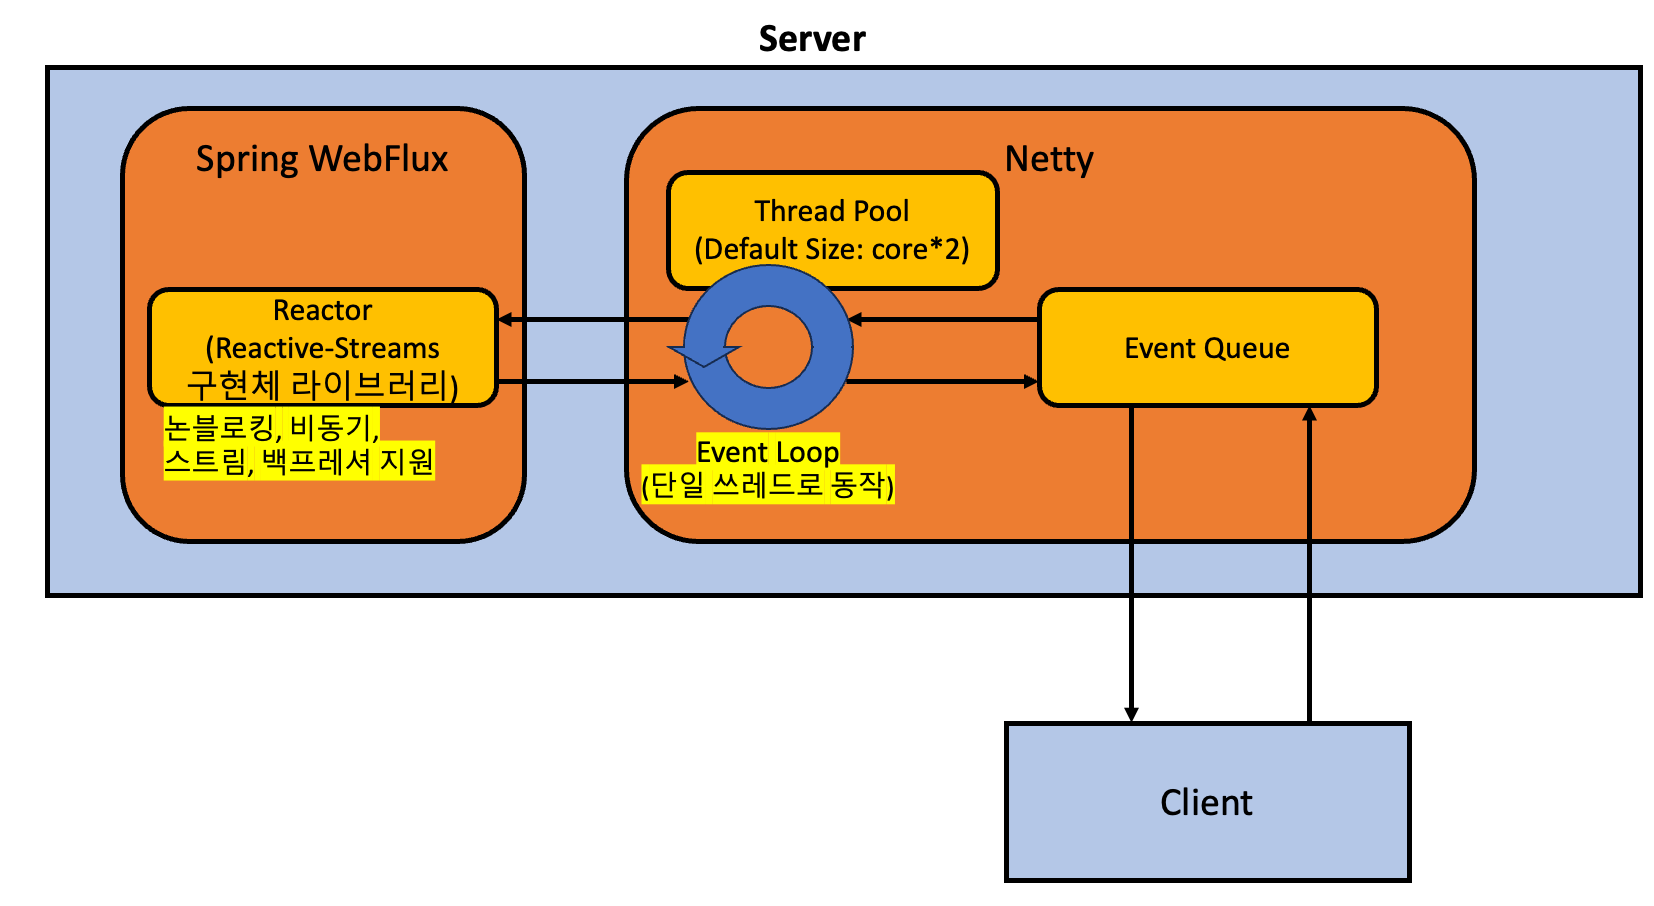 Server
Spring WebFlux
Reactor
(Reactive-Streams
구현체 라이브러리)
논블로킹, 비동기,
스트림, 백프레셔 지원
Netty
Thread Pool
(Default Size: core*2)
Event Loop
(단일 쓰레드로 동작)
Event Queue
Client